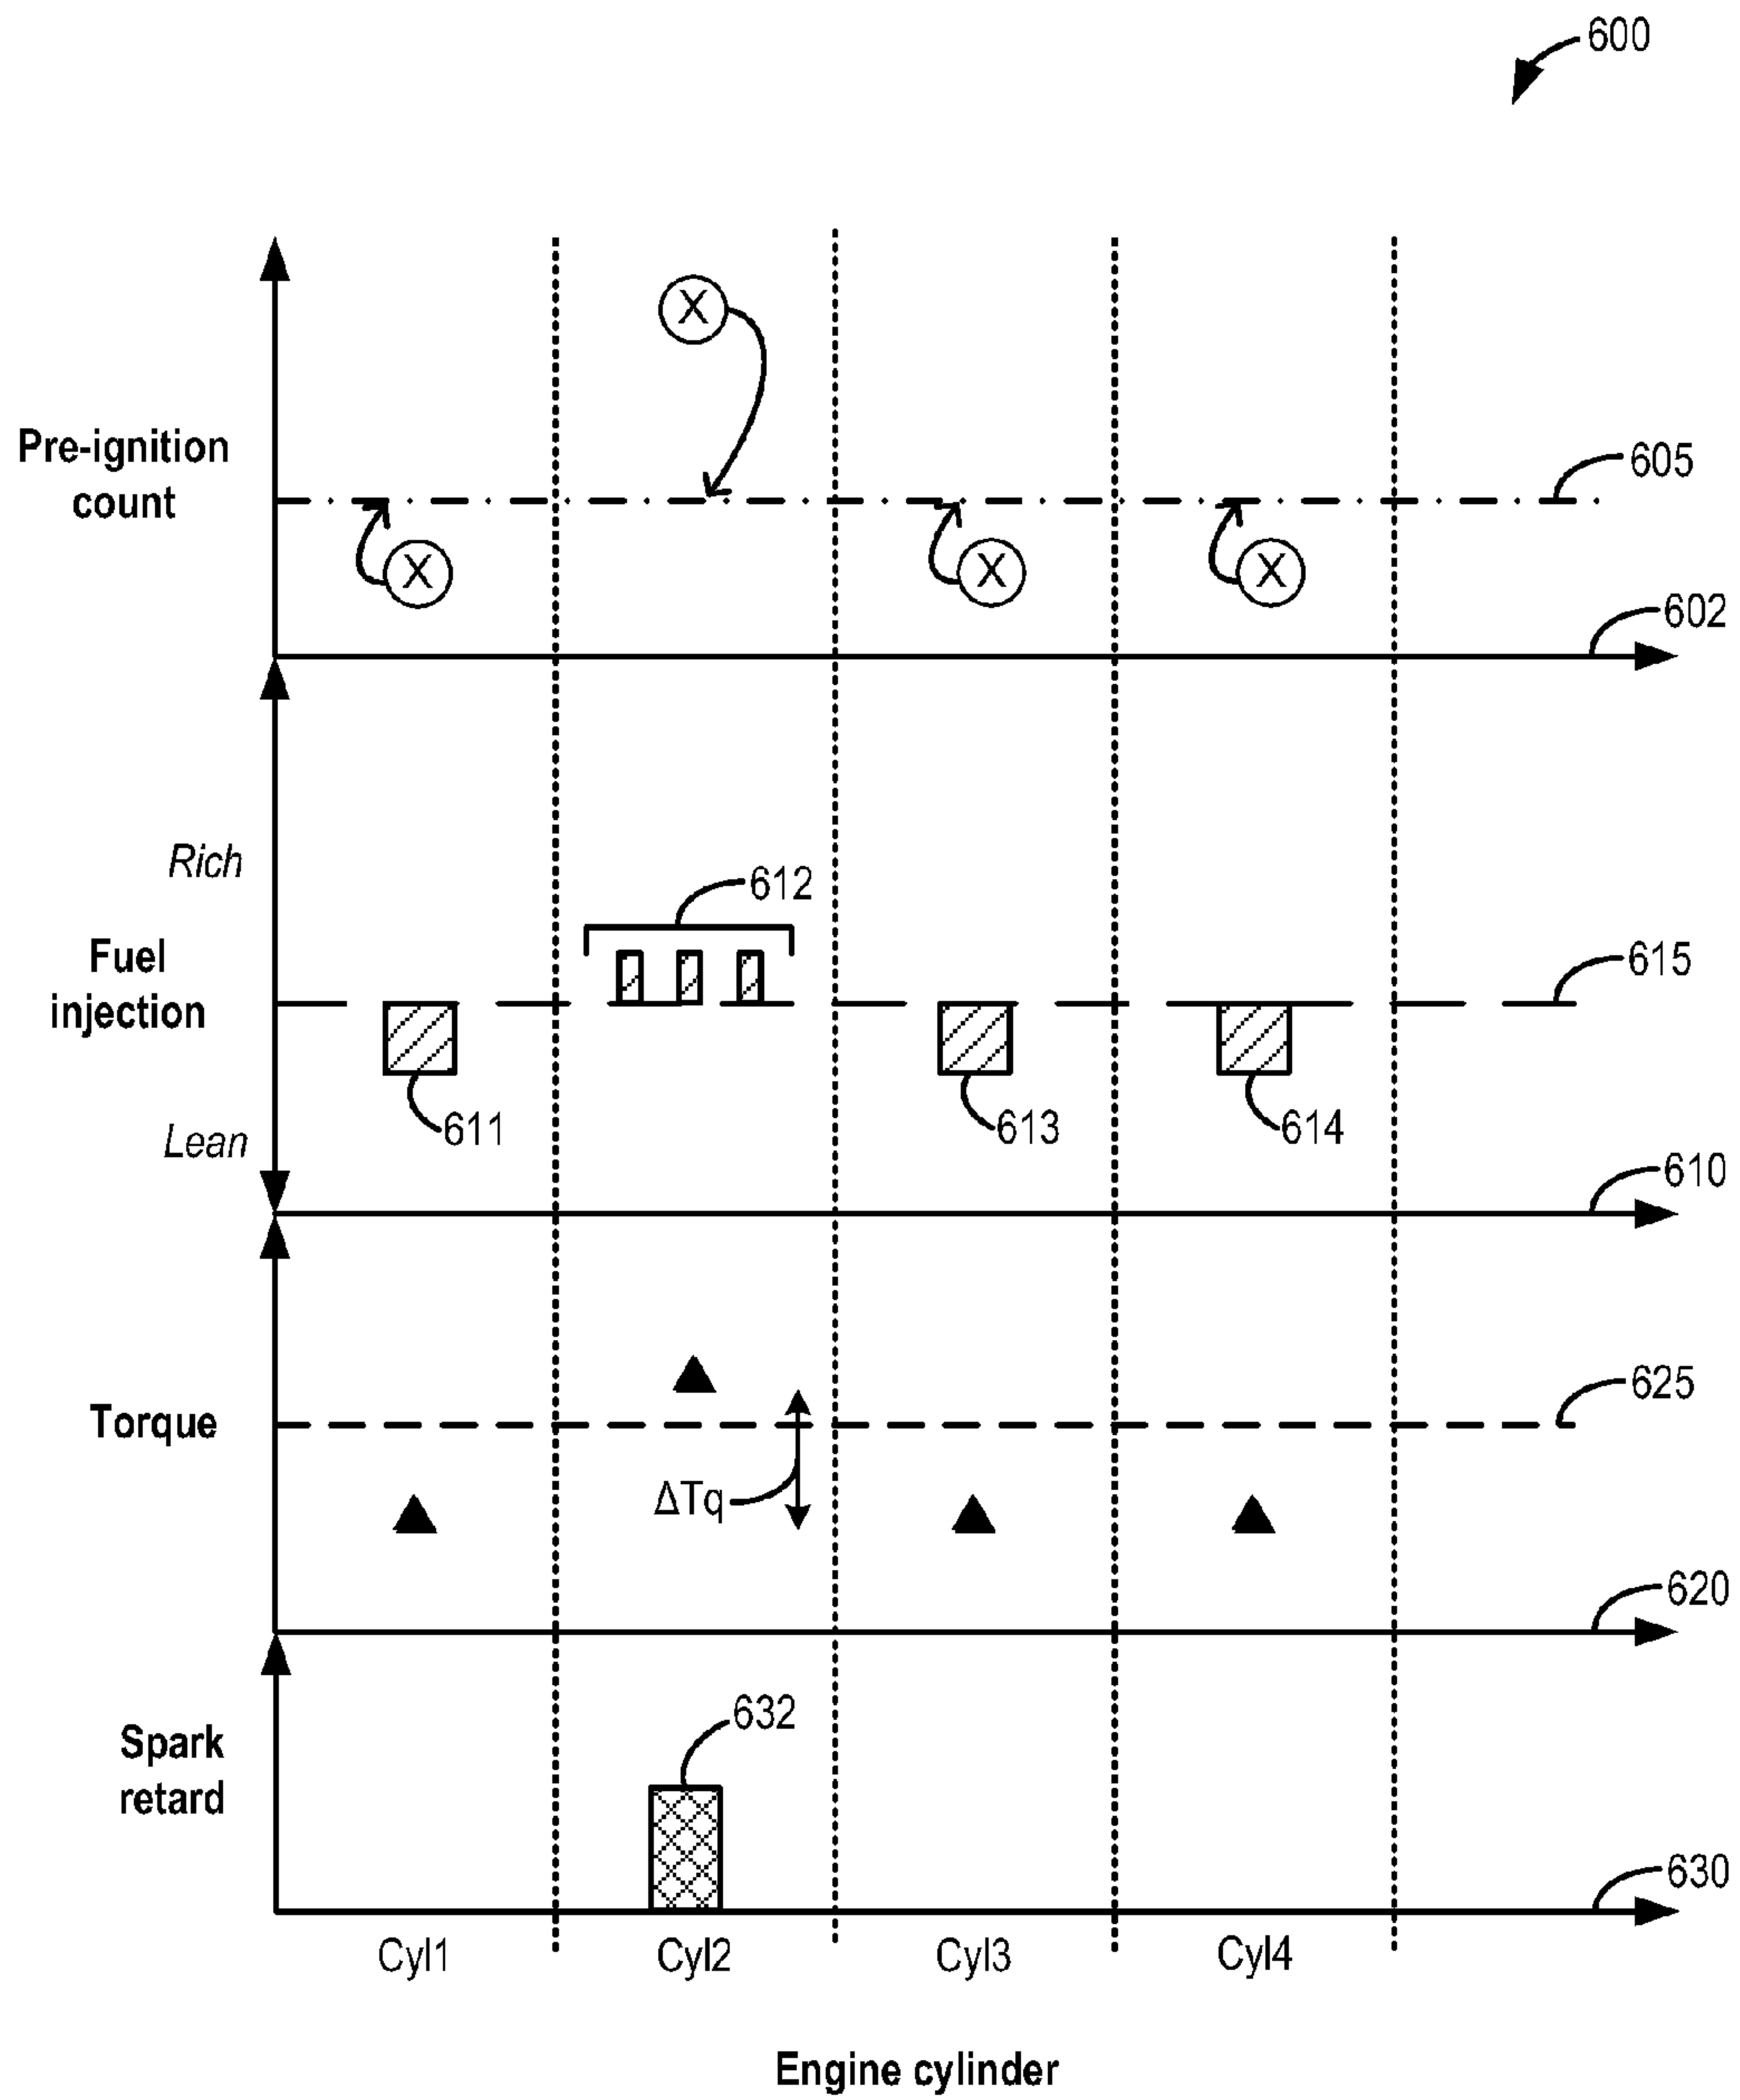 600
X
Pre-ignition
count
605
X
X
X
602
Rich
612
Fuel
injection
615
611
613
614
Lean
610
625
Torque
ΔTq
620
632
Spark
retard
630
Cyl1
Cyl2
Cyl3
Cyl4
Engine cylinder